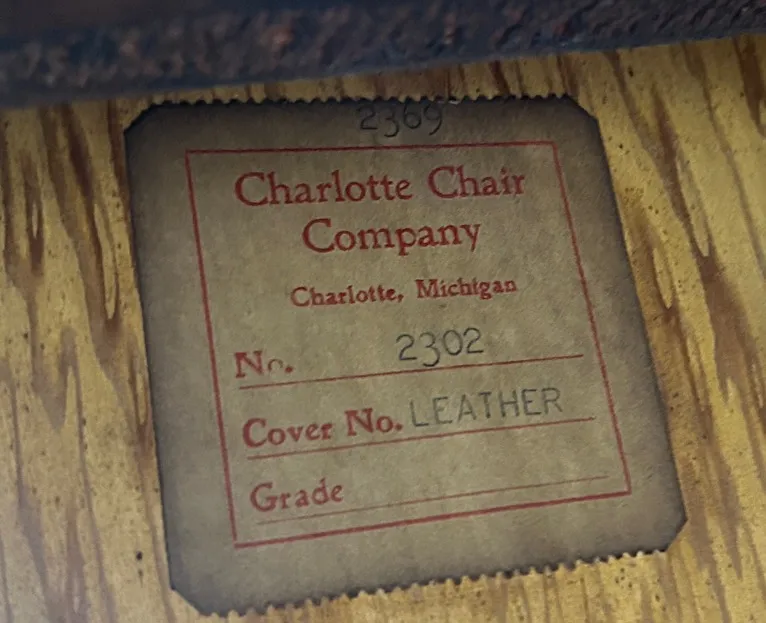 2369
Charlotte Chair
Company
Charlotte, Michigan
No. 2302
Cover No. LEATHER
Grade